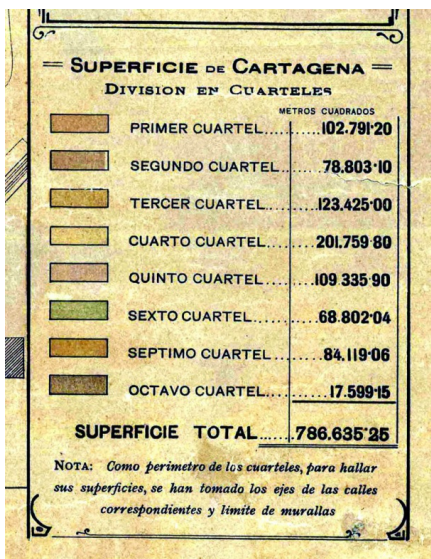 SUPERFICIE DE CARTAGENA
DIVISION EN CUARTELES
METROS CUADRADOS
PRIMER CUARTEL.....102.791'20
SEGUNDO CUARTEL.....78.803'10
TERCER CUARTEL.....123.425'00
CUARTO CUARTEL.....201.759'80
QUINTO CUARTEL.....109.335'90
SEXTO CUARTEL.....68.802'04
SEPTIMO CUARTEL.....84.119'06
OCTAVO CUARTEL.....17.599'15
SUPERFICIE TOTAL.....786.635'25
NOTA: Como perimetro de los cuarteles, para hallar
sus superficies, se han tomado los ejes de las calles
correspondientes y limite de murallas